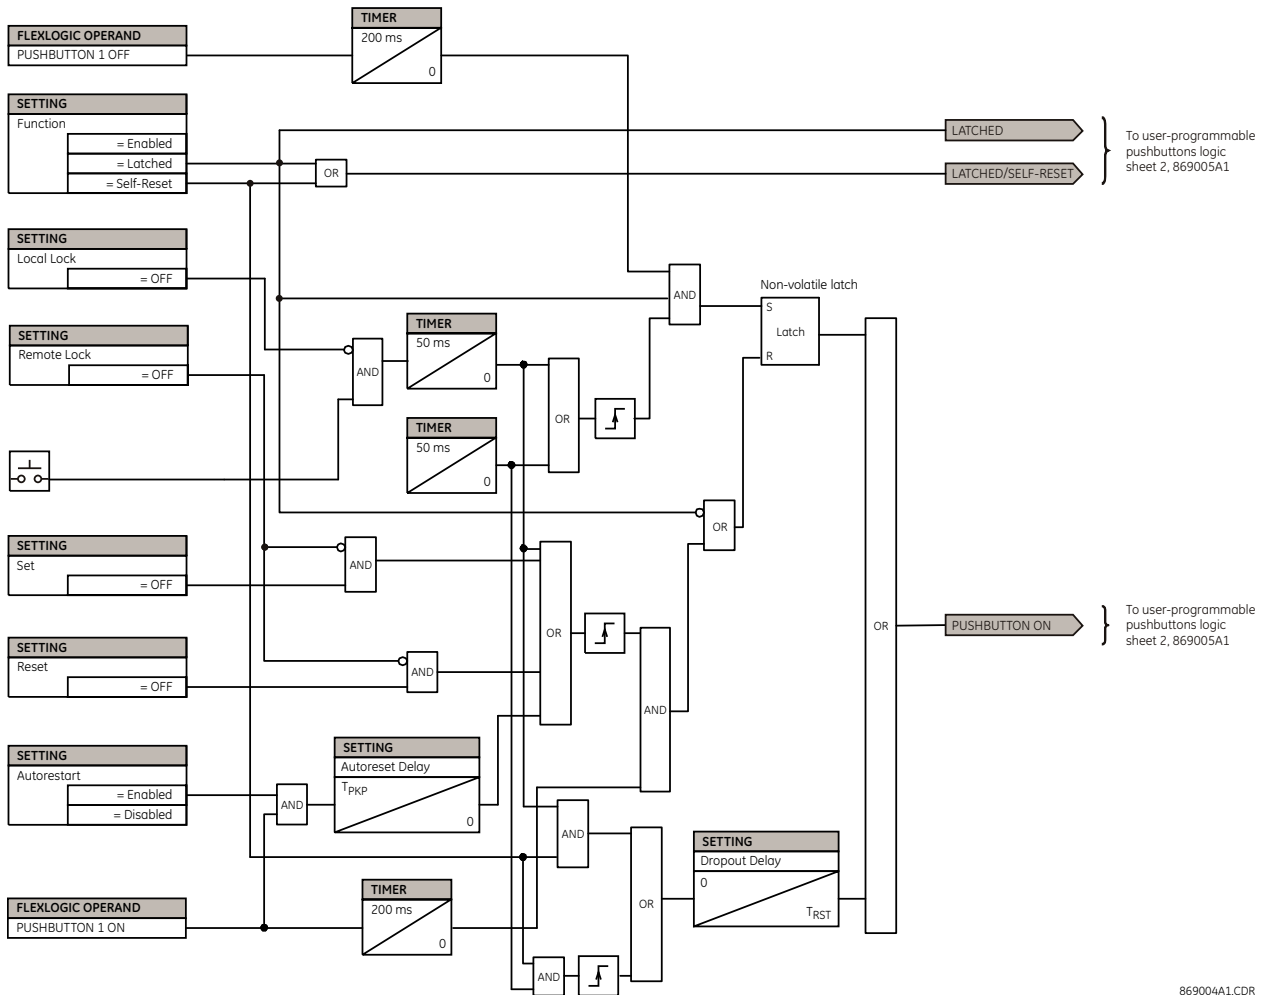 FLEXLOGIC OPERAND
PUSHBUTTON 1 OFF
TIMER
200 ms
0
SETTING
Function
= Enabled
= Latched
= Self-Reset
OR
LATCHED
LATCHED/SELF-RESET
To user-programmable
pushbuttons logic
sheet 2, 869005A1
SETTING
Local Lock
= OFF
SETTING
Remote Lock
= OFF
AND
TIMER
50 ms
0
TIMER
50 ms
0
OR
AND
Non-volatile latch
S
Latch
R
OR
SETTING
Set
= OFF
AND
SETTING
Reset
= OFF
AND
OR
AND
OR
PUSHBUTTON ON
To user-programmable
pushbuttons logic
sheet 2, 869005A1
SETTING
Autorestart
= Enabled
= Disabled
AND
SETTING
Autoreset Delay
TPKP
0
AND
OR
SETTING
Dropout Delay
0
TRST
FLEXLOGIC OPERAND
PUSHBUTTON 1 ON
TIMER
200 ms
0
AND
869004A1.CDR